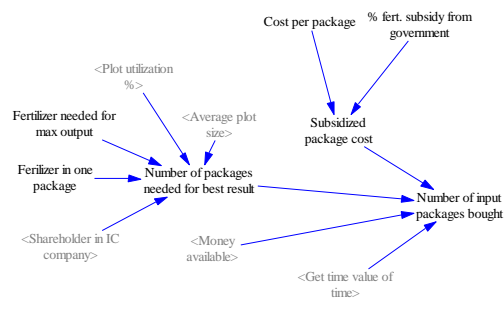 Cost per package
% fert. subsidy from
government
<Plot utilization
%>
Fertilizer needed for
max output
<Average plot
size>
Subsidized
package cost
Ferilizer in one
package
Number of packages
needed for best result
Number of input
packages bought
<Shareholder in IC
company>
<Money
available>
<Get time value of
time>